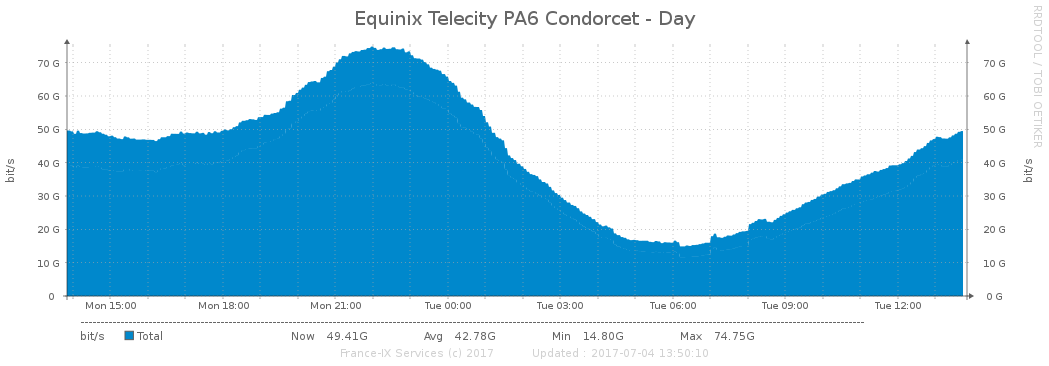 Equinix Telecity PA6 Condorcet - Day
RRDTOOL / TOBI OETIKER
bit/s
70 G
60 G
50 G
40 G
30 G
20 G
10 G
0
70 G
60 G
50 G
40 G
30 G
20 G
10 G
0 G
bit/s
Mon 15:00 Mon 18:00 Mon 21:00 Tue 00:00 Tue 03:00 Tue 06:00 Tue 09:00 Tue 12:00
bit/s Total Now 49.41G Avg 42.78G Min 14.80G Max 74.75G
France-IX Services (c) 2017 Updated : 2017-07-04 13:50:10